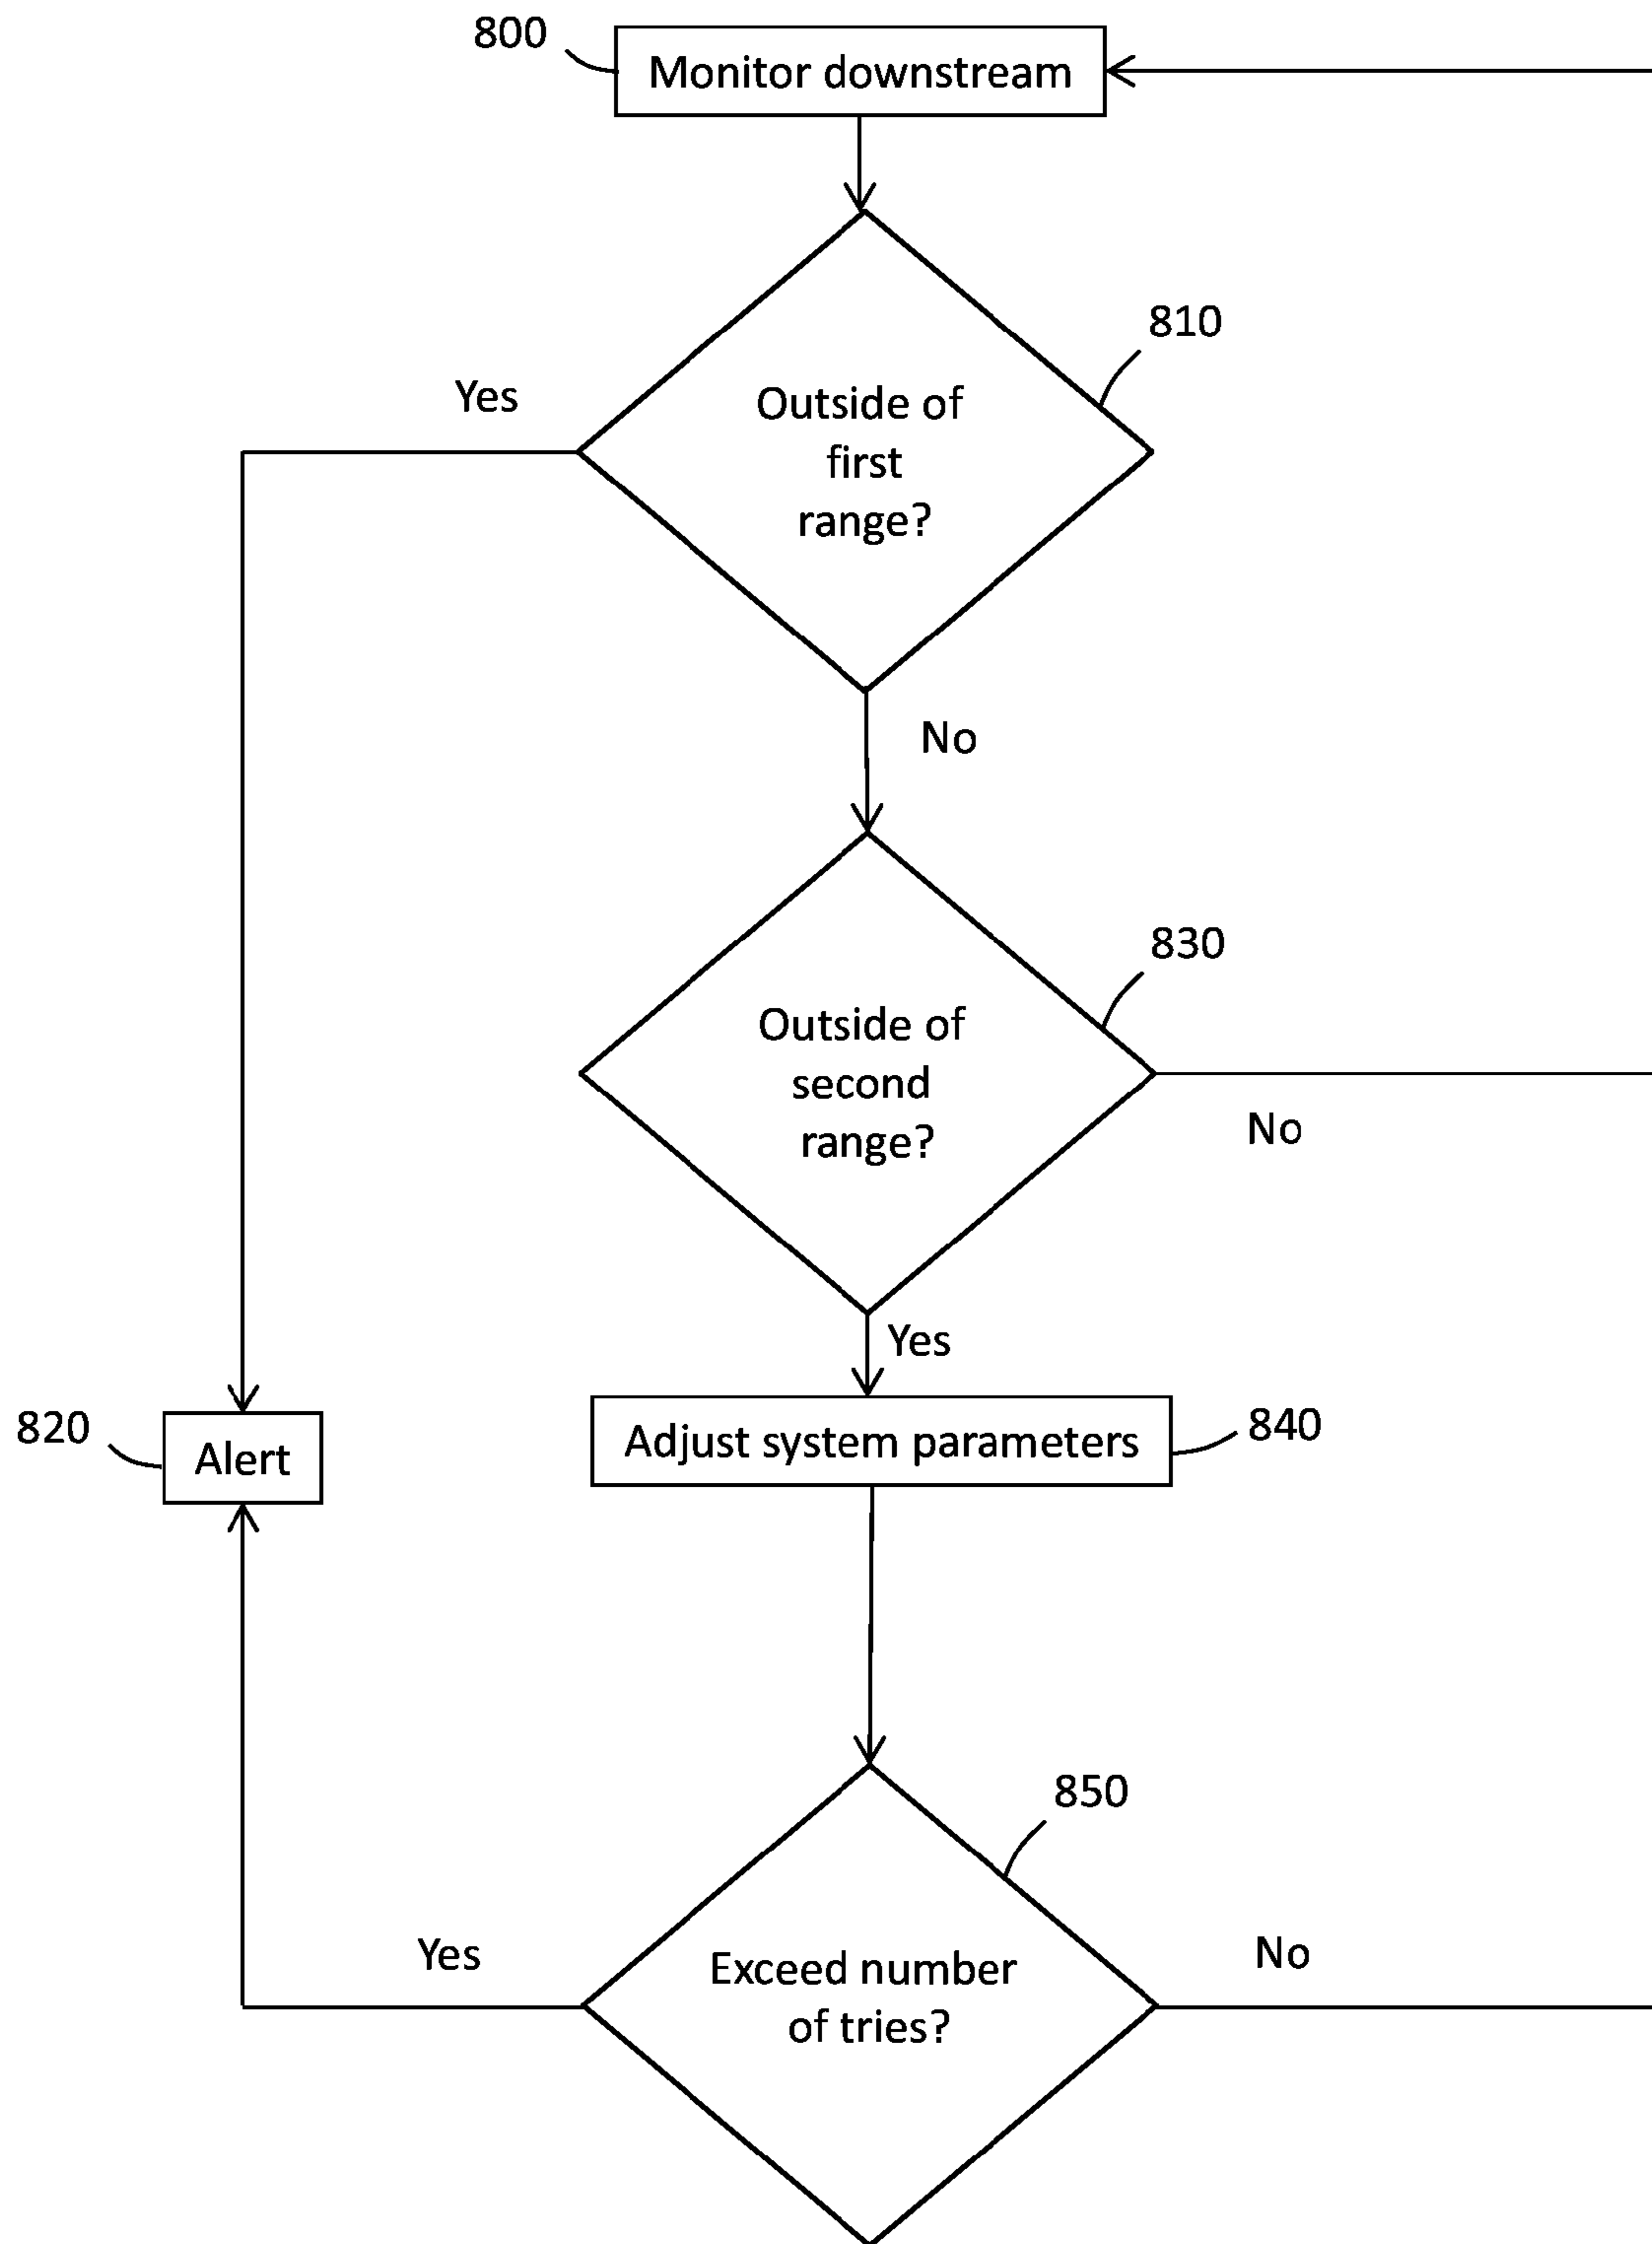 800
Monitor downstream
810
Yes
Outside of
first
range?
No
830
Outside of
second
range?
No
Yes
820
Alert
Adjust system parameters
840
850
Yes
Exceed number
of tries?
No